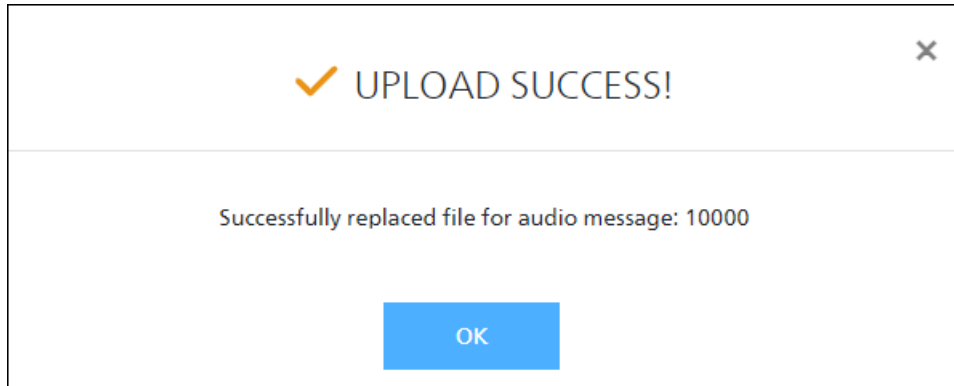 UPLOAD SUCCESS!
Successfully replaced file for audio message: 10000
OK